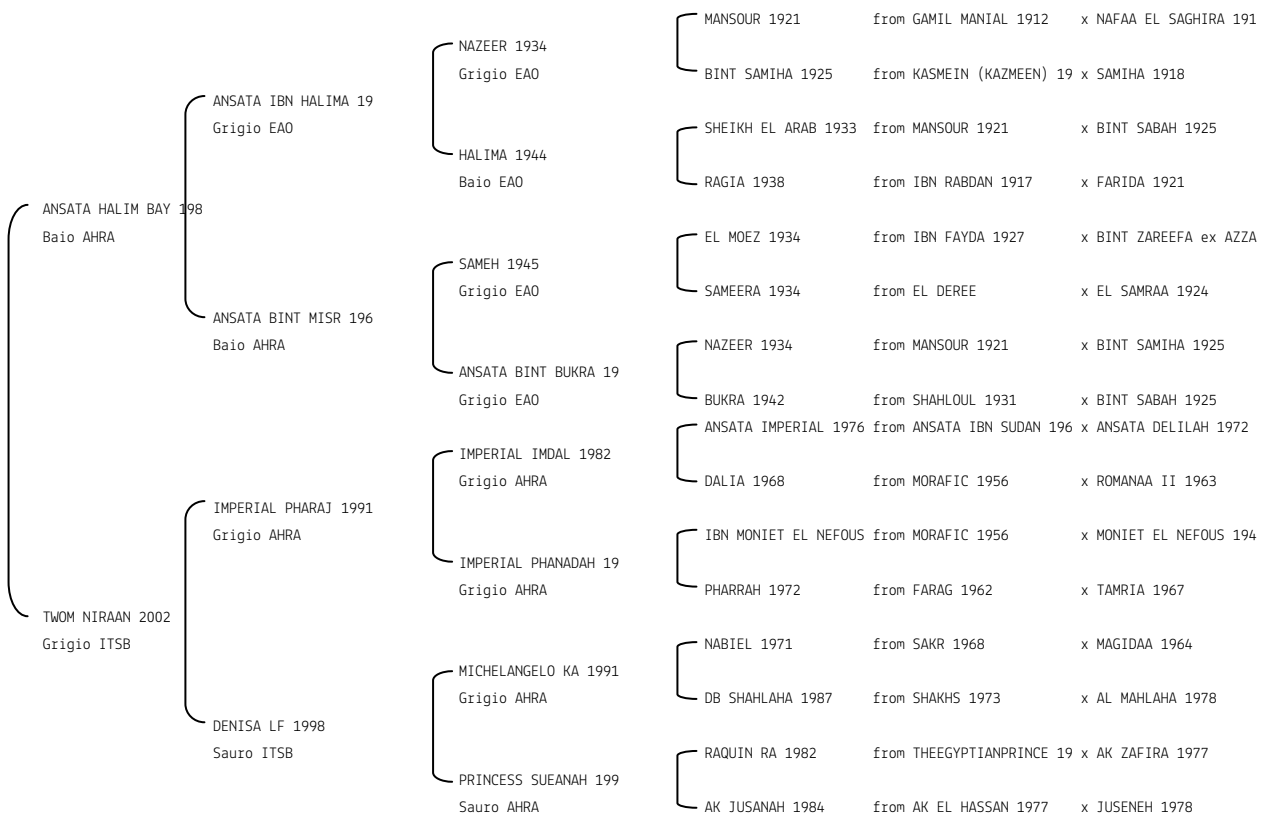 MANSOUR 1921 from GAMIL MANIAL 1912 x NAFAA EL SAGHIRA 191
NAZEER 1934
Grigio EAO
BINT SAMIHA 1925 from KASMEIN (KAZMEEN) 19 x SAMIHA 1918
ANSATA IBN HALIMA 19
Grigio EAO
SHEIKH EL ARAB 1933 from MANSOUR 1921 x BINT SABAH 1925
HALIMA 1944
Baio EAO
RAGIA 1938 from IBN RABDAN 1917 x FARIDA 1921
ANSATA HALIM BAY 198
Baio AHRA
EL MOEZ 1934 from IBN FAYDA 1927 x BINT ZAREEFA ex AZZA
SAMEH 1945
Grigio EAO
SAMEERA 1934 from EL DEREE x EL SAMRAA 1924
ANSATA BINT MISR 196
Baio AHRA
NAZEER 1934 from MANSOUR 1921 x BINT SAMIHA 1925
ANSATA BINT BUKRA 19
Grigio EAO
BUKRA 1942 from SHAHLOUL 1931 x BINT SABAH 1925
ANSATA IMPERIAL 1976 from ANSATA IBN SUDAN 196 x ANSATA DELILAH 1972
IMPERIAL IMDAL 1982
Grigio AHRA
DALIA 1968 from MORAFIC 1956 x ROMANAA II 1963
IMPERIAL PHARAJ 1991
Grigio AHRA
IBN MONIET EL NEFOUS from MORAFIC 1956 x MONIET EL NEFOUS 194
IMPERIAL PHANADAH 19
Grigio AHRA
PHARRAH 1972 from FARAG 1962 x TAMRIA 1967
TWOM NIRAAN 2002
Grigio ITSB
NABIEL 1971 from SAKR 1968 x MAGIDAA 1964
MICHELANGELO KA 1991
Grigio AHRA
DB SHAHLAHA 1987 from SHAKHS 1973 x AL MAHLAHA 1978
DENISA LF 1998
Sauro ITSB
RAQUIN RA 1982 from THEEGYPTIANPRINCE 19 x AK ZAFIRA 1977
PRINCESS SUEANAH 199
Sauro AHRA
AK JUSANAH 1984 from AK EL HASSAN 1977 x JUSENEH 1978